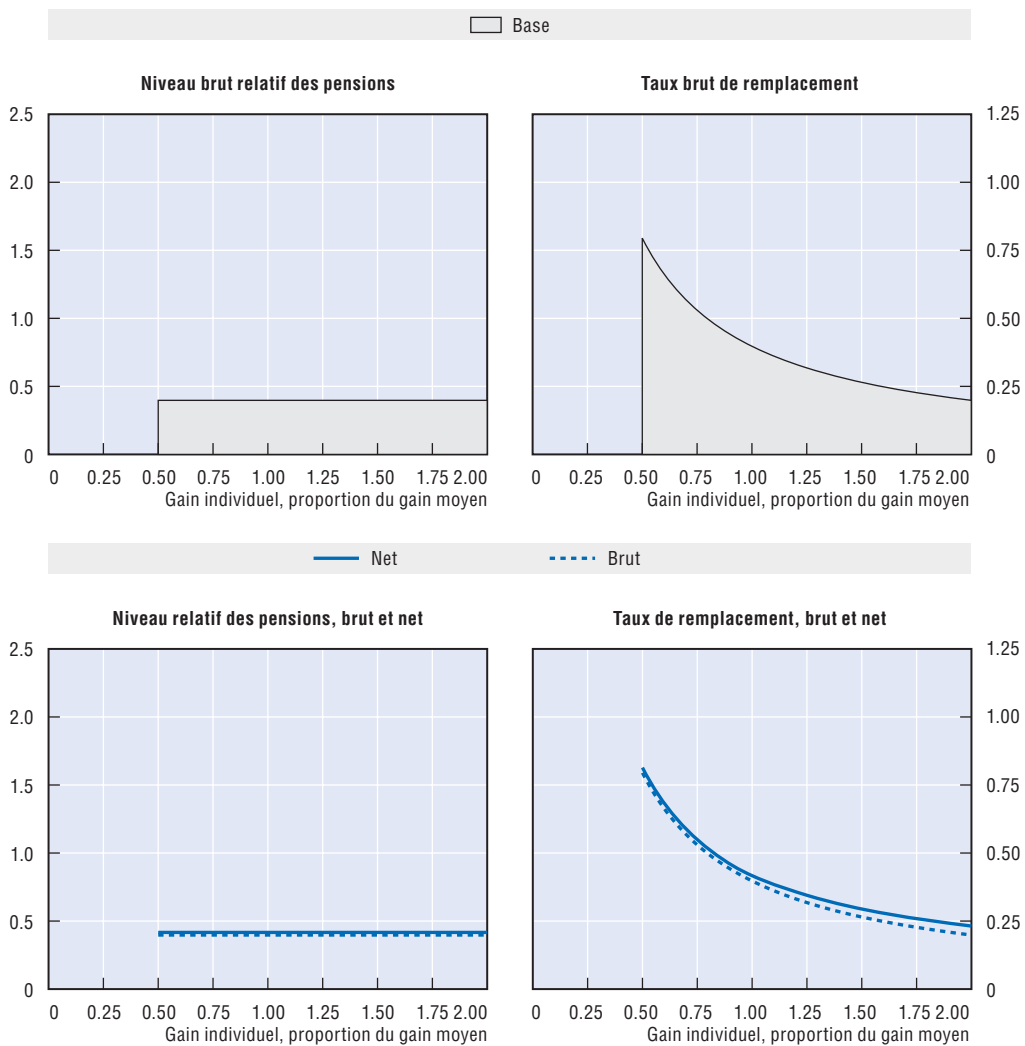 Base
Niveau brut relatif des pensions
Taux brut de remplacement
2.5
2.0
1.5
1.0
0.5
0
0 0.25 0.50 0.75 1.00 1.25 1.50 1.75 2.00
Gain individuel, proportion du gain moyen
1.25
1.00
0.75
0.50
0.25
0
0 0.25 0.50 0.75 1.00 1.25 1.50 1.75 2.00
Gain individuel, proportion du gain moyen
Net
Brut
Niveau relatif des pensions, brut et net
Taux de remplacement, brut et net
2.5
2.0
1.5
1.0
0.5
0
0 0.25 0.50 0.75 1.00 1.25 1.50 1.75 2.00
Gain individuel, proportion du gain moyen
1.25
1.00
0.75
0.50
0.25
0
0 0.25 0.50 0.75 1.00 1.25 1.50 1.75 2.00
Gain individuel, proportion du gain moyen